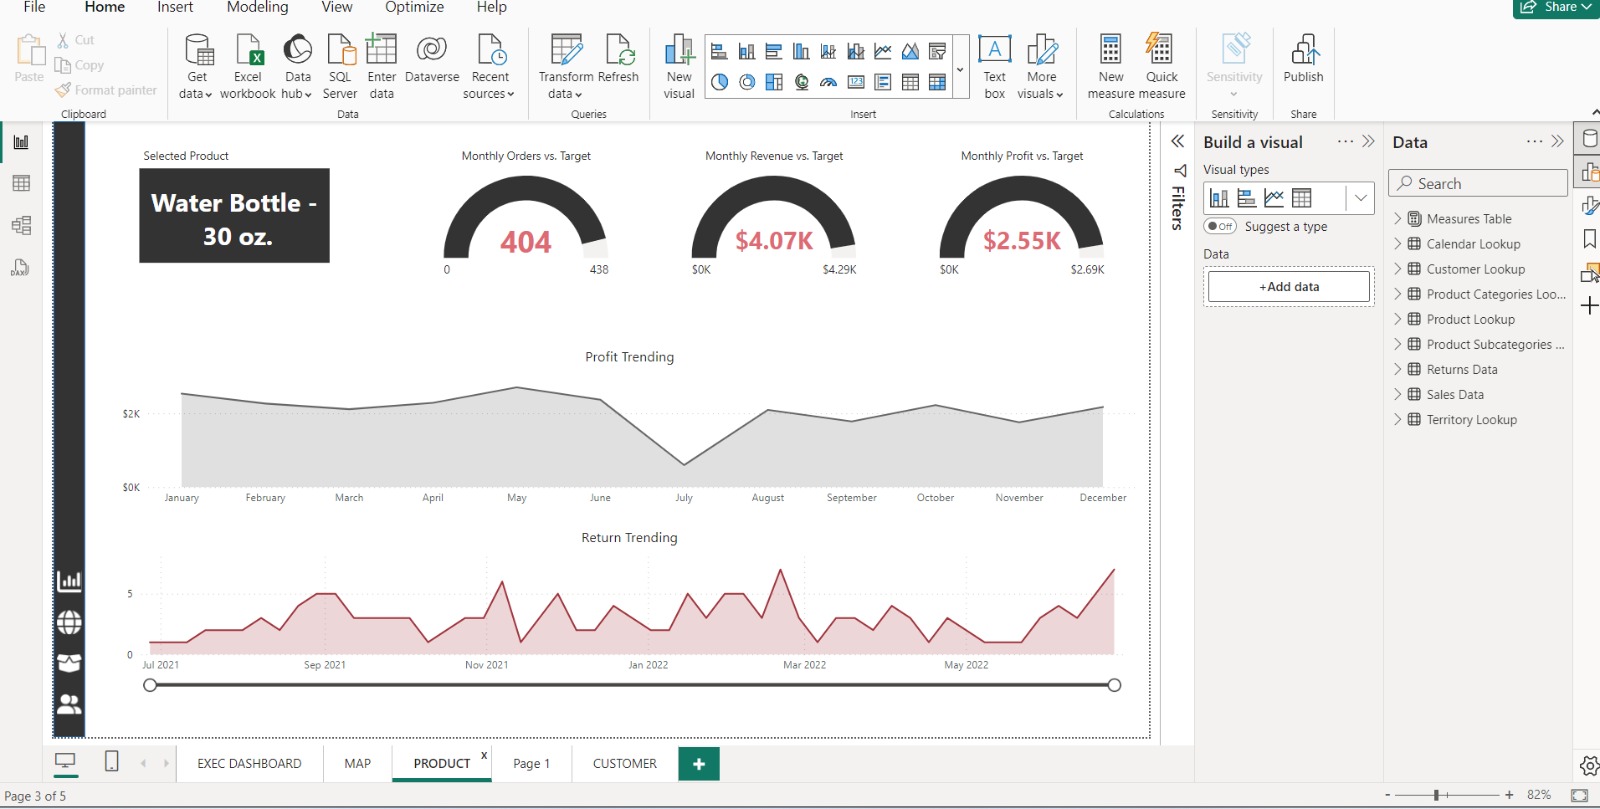 File Home Insert Modeling View Optimize Help Share
Paste Cut Copy Format painter
Get data Excel workbook Data hub SQL Server Enter data Dataverse Recent sources
Transform data Refresh New visual 123 A Text box More visuals
New measure Quick measure Sensitivity Publish
Clipboard Data Queries Insert Calculations Sensitivity Share
DAX
Selected Product
Water Bottle -
30 oz.
Monthly Orders vs. Target
404
0 438
Monthly Revenue vs. Target
$4.07K
$0K $4.29K
Monthly Profit vs. Target
$2.55K
$0K $2.69K
Profit Trending
$2K
$0K
January February March April May June July August September October November December
Return Trending
5
0
Jul 2021 Sep 2021 Nov 2021 Jan 2022 Mar 2022 May 2022
Filters
Build a visual ...
Visual types
Off Suggest a type
Data
+Add data
Data ...
Search
Measures Table
Calendar Lookup
Customer Lookup
Product Categories Loo...
Product Lookup
Product Subcategories ...
Returns Data
Sales Data
Territory Lookup
EXEC DASHBOARD MAP PRODUCT x Page 1 CUSTOMER +
Page 3 of 5 - + 82%